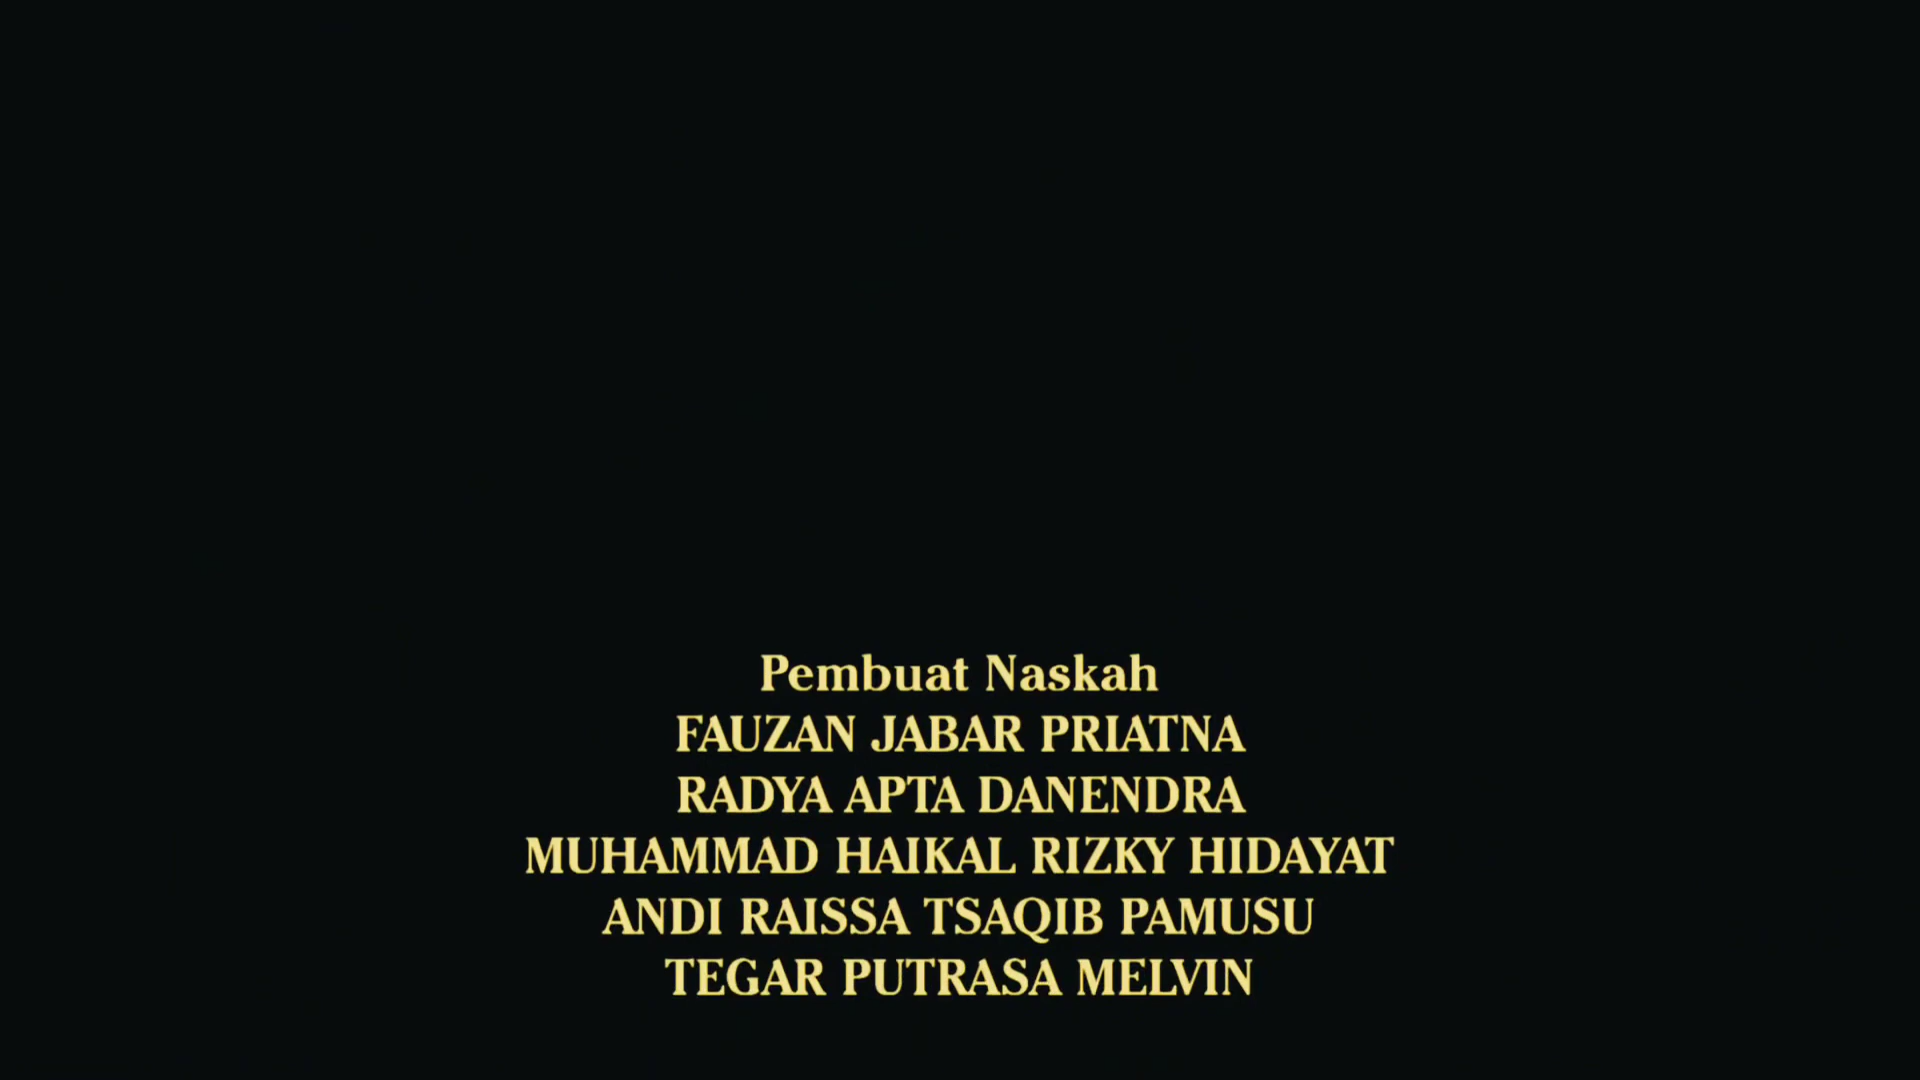 Pembuat Naskah
FAUZAN JABAR PRIATNA
RADYA APTA DANENDRA
MUHAMMAD HAIKAL RIZKY HIDAYAT
ANDI RAISSA TSAQIB PAMUSU
TEGAR PUTRASA MELVIN